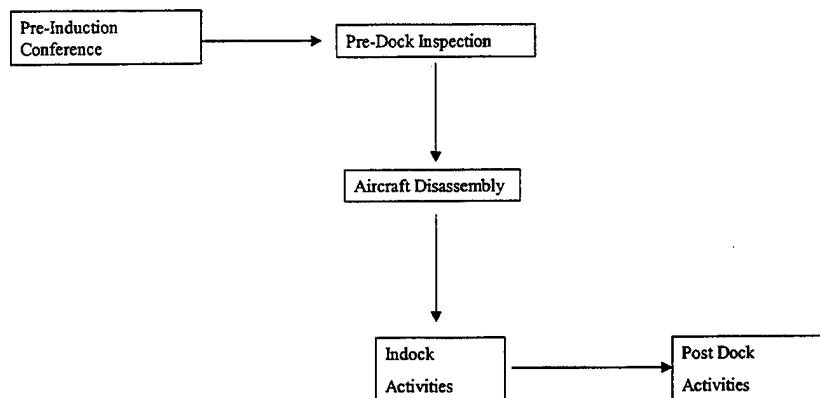 Pre-Induction
Conference
Pre-Dock Inspection
Aircraft Disassembly
Indock
Activities
Post Dock
Activities